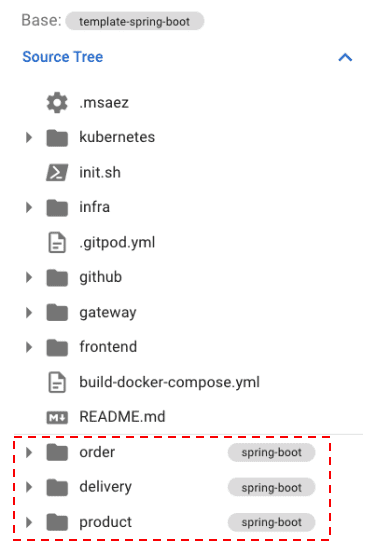 Base: template-spring-boot
Source Tree
.msaez
kubernetes
init.sh
infra
.gitpod.yml
github
gateway
frontend
build-docker-compose.yml
README.md
order spring-boot
delivery spring-boot
product spring-boot